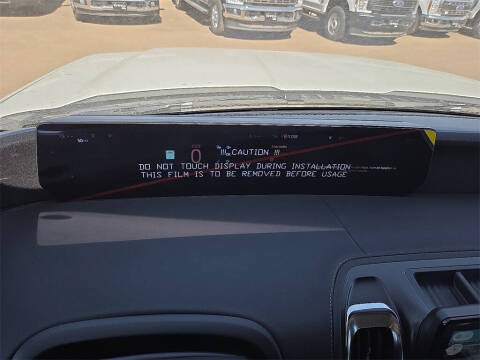 !!! CAUTION !!!
DO NOT TOUCH DISPLAY DURING INSTALLATION
THIS FILM IS TO BE REMOVED BEFORE USAGE